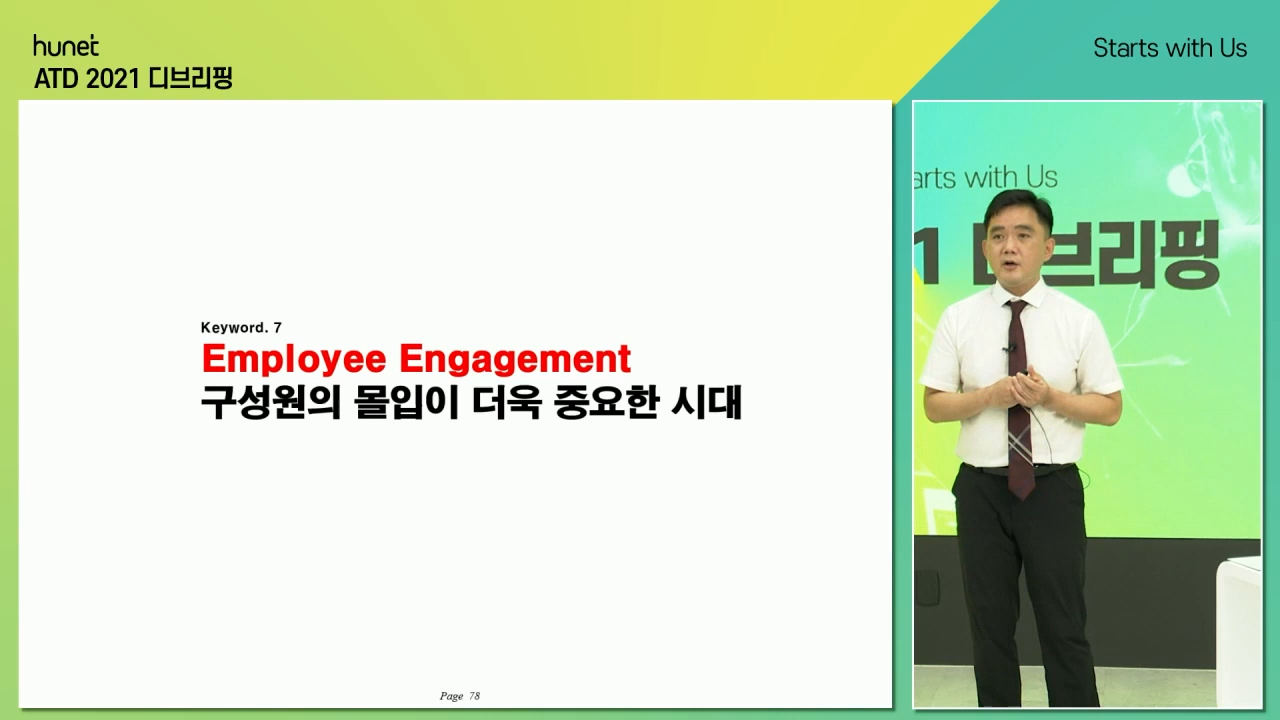 hunet
ATD 2021 디브리핑
Starts with Us
Keyword. 7
Employee Engagement
구성원의 몰입이 더욱 중요한 시대
Page 78
arts with Us
1 디브리핑